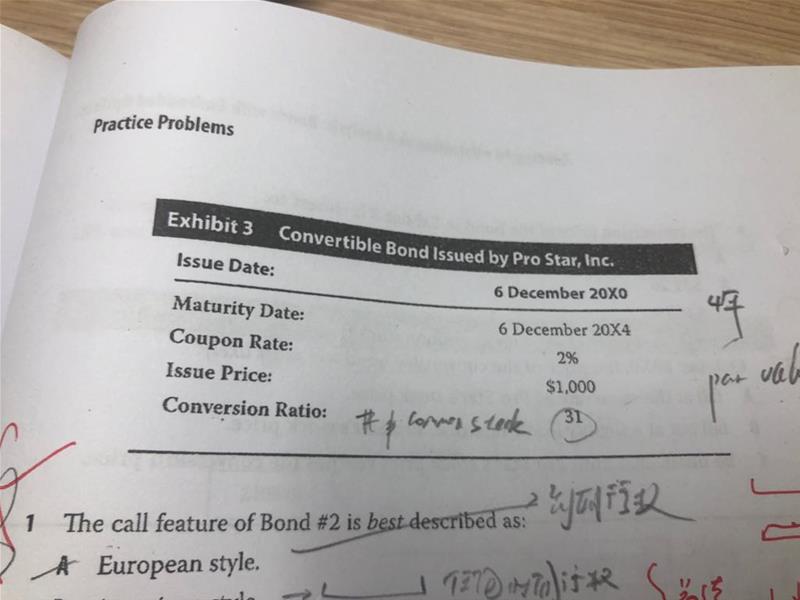 Practice Problems
Exhibit 3 Convertible Bond Issued by Pro Star, Inc.
Issue Date: 6 December 20X0
Maturity Date: 6 December 20X4 4年
Coupon Rate: 2%
Issue Price: $1,000 par val
Conversion Ratio: # of common stock 31
1 The call feature of Bond #2 is best described as:
A European style.